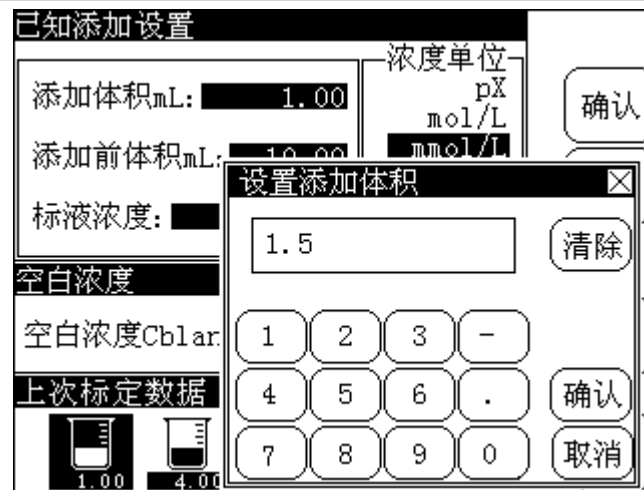 已知添加设置
浓度单位
添加体积mL: 1.00
pX
mol/L
mmol/L
确认
添加前体积mL: 10.00
标液浓度:
设置添加体积
1.5
清除
空白浓度
空白浓度Cblan
1 2 3 -
4 5 6 .
确认
7 8 9 0
取消
上次标定数据
1.00 4.00